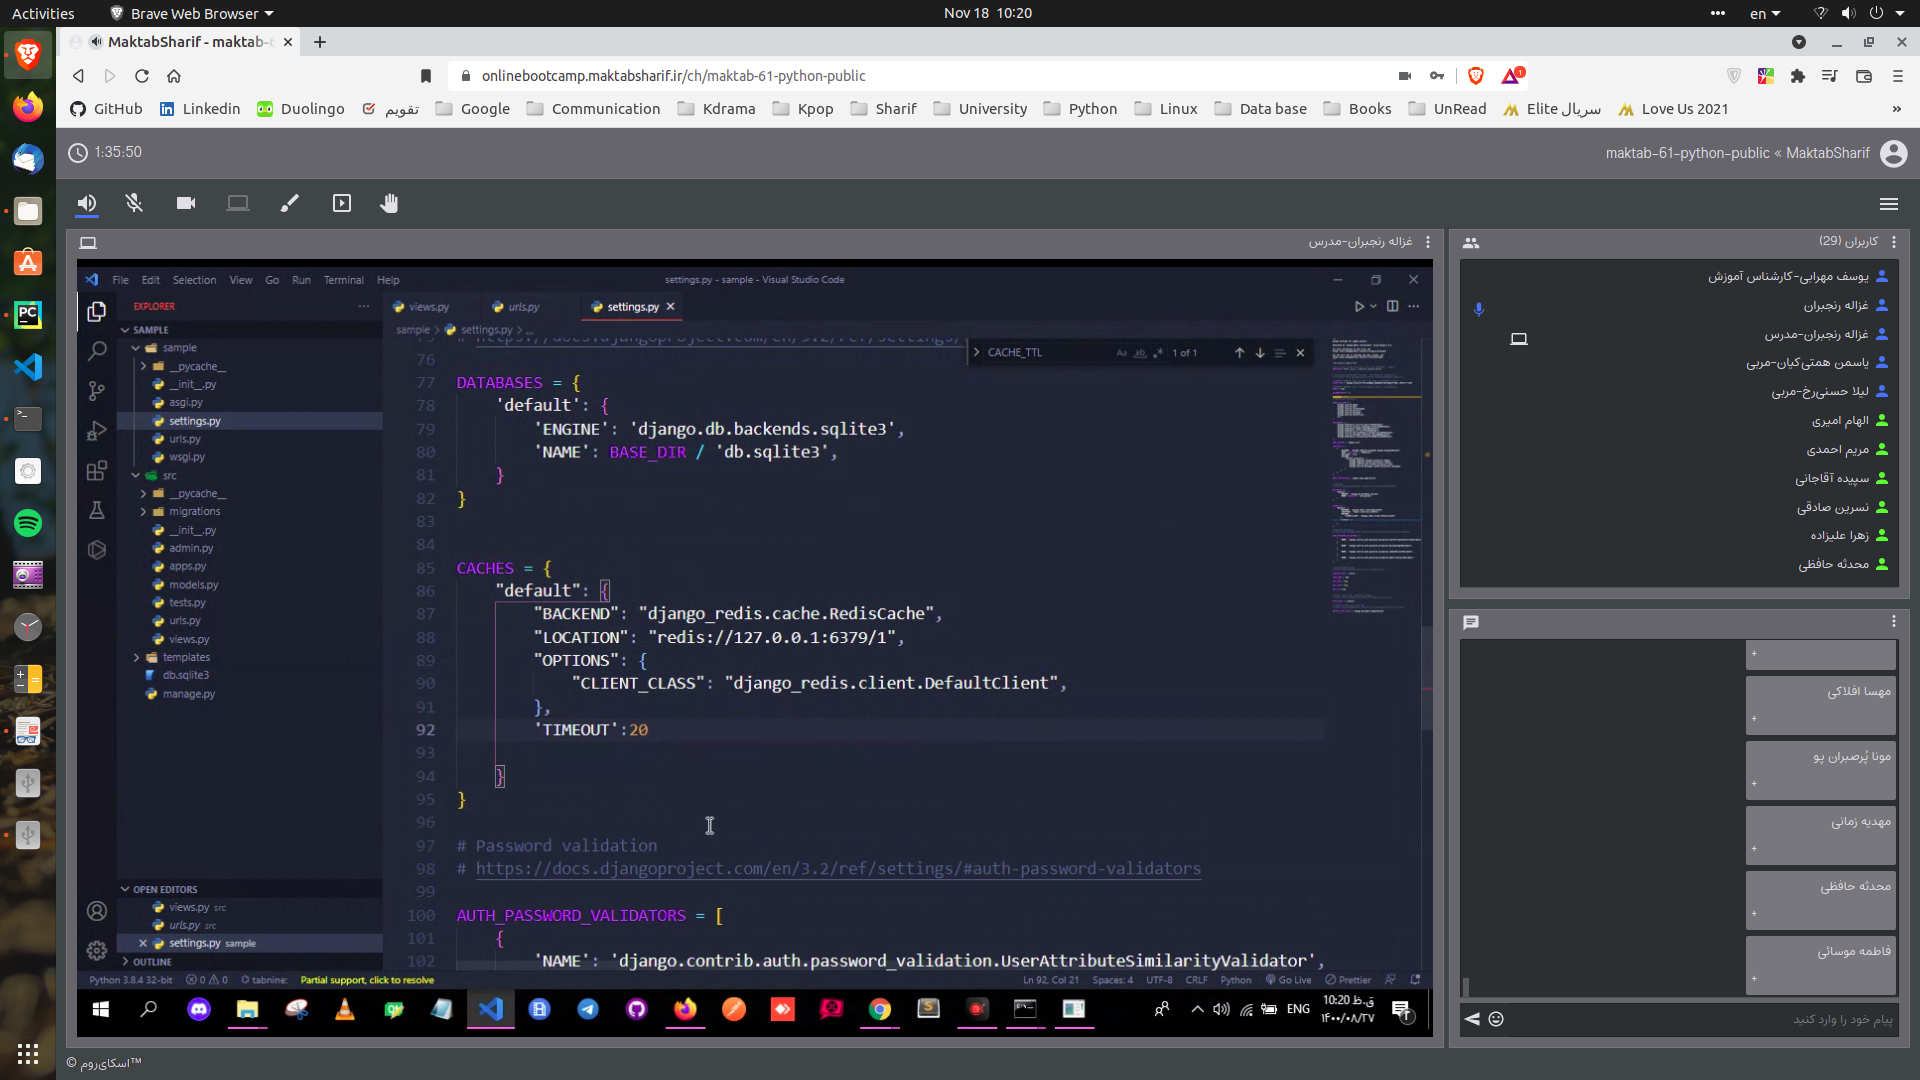 Activities
Brave Web Browser
Nov 18 10:20
en
MaktabSharif - maktab-6
onlinebootcamp.maktabsharif.ir/ch/maktab-61-python-public
1
GitHub
Linkedin
Duolingo
تقویم
Google
Communication
Kdrama
Kpop
Sharif
University
Python
Linux
Data base
Books
UnRead
سریال Elite
Love Us 2021
»
1:35:50
maktab-61-python-public « MaktabSharif
غزاله رنجبران-مدرس
File Edit Selection View Go Run Terminal Help
settings.py - sample - Visual Studio Code
EXPLORER
views.py
urls.py
settings.py
sample > settings.py > ...
SAMPLE
sample
__pycache__
__init__.py
asgi.py
settings.py
urls.py
wsgi.py
src
__pycache__
migrations
__init__.py
admin.py
apps.py
models.py
tests.py
urls.py
views.py
templates
db.sqlite3
manage.py
OPEN EDITORS
views.py src
urls.py src
settings.py sample
OUTLINE
CACHE_TTL
Aa ab
1 of 1
75 # https://docs.djangoproject.com/en/3.2/ref/settings/
76
77 DATABASES = {
78 'default': {
79 'ENGINE': 'django.db.backends.sqlite3',
80 'NAME': BASE_DIR / 'db.sqlite3',
81 }
82 }
83
84
85 CACHES = {
86 "default": {
87 "BACKEND": "django_redis.cache.RedisCache",
88 "LOCATION": "redis://127.0.0.1:6379/1",
89 "OPTIONS": {
90 "CLIENT_CLASS": "django_redis.client.DefaultClient",
91 },
92 'TIMEOUT':20
93
94 }
95 }
96
97 # Password validation
98 # https://docs.djangoproject.com/en/3.2/ref/settings/#auth-password-validators
99
100 AUTH_PASSWORD_VALIDATORS = [
101 {
102 'NAME': 'django.contrib.auth.password_validation.UserAttributeSimilarityValidator',
Python 3.8.4 32-bit
0 0
tabnine:
Partial support, click to resolve
Ln 92, Col 21
Spaces: 4
UTF-8
CRLF
Python
Go Live
Prettier
ENG
10:20 ق.ظ
۱۴۰۰/۰۸/۲۷
کاربران (29)
یوسف مهرابی-کارشناس آموزش
غزاله رنجبران
غزاله رنجبران-مدرس
یاسمن همتی‌کیان-مربی
لیلا حسنی‌رخ-مربی
الهام امیری
مریم احمدی
سپیده آقاجانی
نسرین صادقی
زهرا علیزاده
محدثه حافظی
+
مهسا افلاکی
+
مونا پُرصبران پو
+
مهدیه زمانی
+
محدثه حافظی
+
فاطمه موسائی
+
پیام خود را وارد کنید
© اسکای‌روم™